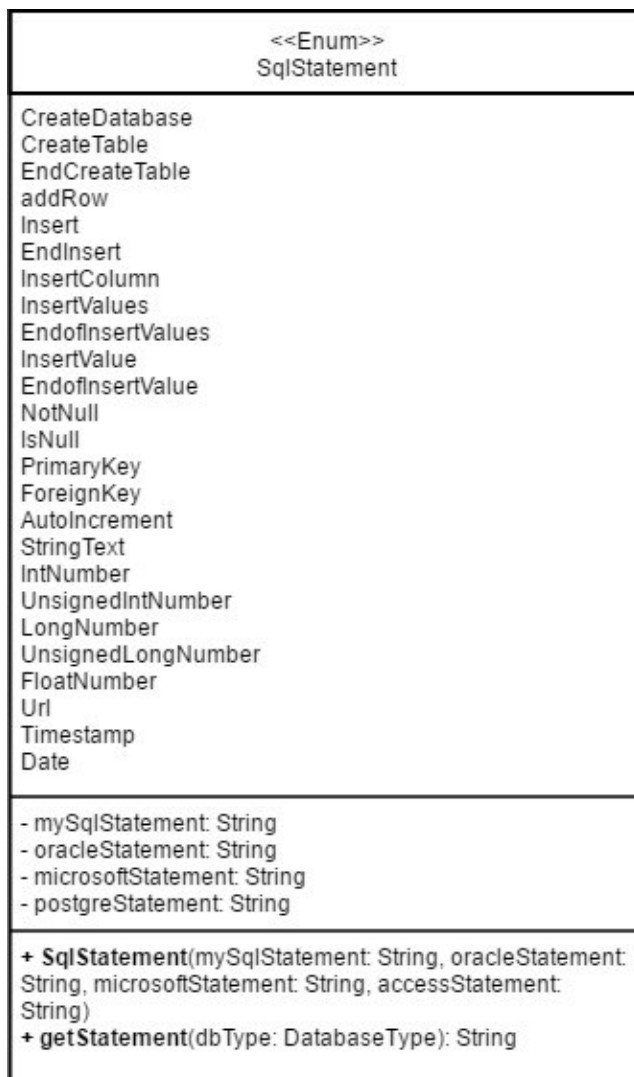 <<Enum>>
SqlStatement
CreateDatabase
CreateTable
EndCreateTable
addRow
Insert
EndInsert
InsertColumn
InsertValues
EndofInsertValues
InsertValue
EndofInsertValue
NotNull
IsNull
PrimaryKey
ForeignKey
AutoIncrement
StringText
IntNumber
UnsignedIntNumber
LongNumber
UnsignedLongNumber
FloatNumber
Url
Timestamp
Date
- mySqlStatement: String
- oracleStatement: String
- microsoftStatement: String
- postgreStatement: String
+ SqlStatement(mySqlStatement: String, oracleStatement:
String, microsoftStatement: String, accessStatement:
String)
+ getStatement(dbType: DatabaseType): String